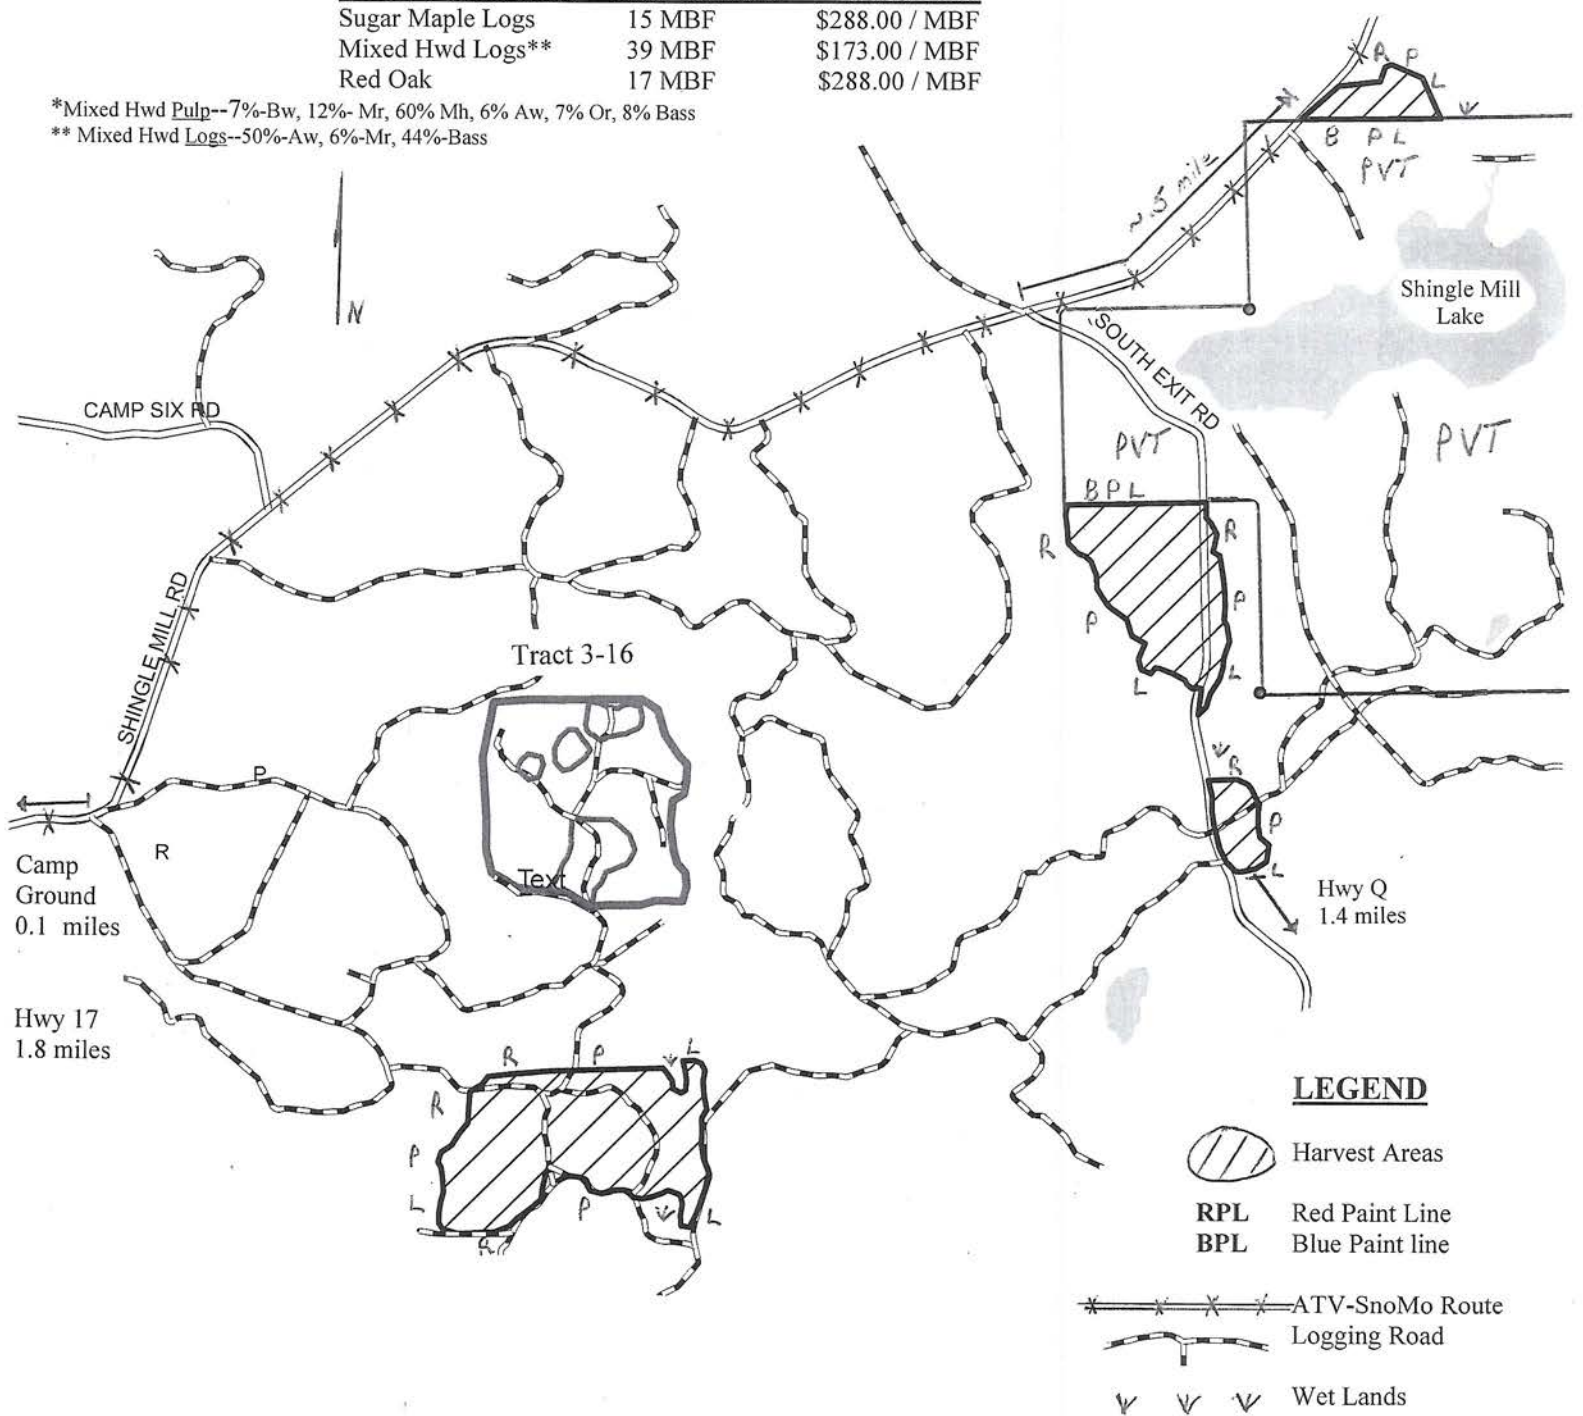 Sugar Maple Logs 15 MBF $288.00 / MBF
Mixed Hwd Logs** 39 MBF $173.00 / MBF
Red Oak 17 MBF $288.00 / MBF
*Mixed Hwd Pulp--7%-Bw, 12%- Mr, 60% Mh, 6% Aw, 7% Or, 8% Bass
** Mixed Hwd Logs--50%-Aw, 6%-Mr, 44%-Bass
R P L
B P L
PVT
~.5 mile
N
N
Shingle Mill
Lake
SOUTH EXIT RD
CAMP SIX RD
PVT
PVT
B P L
R
R
P
P
L
L
SHINGLE MILL RD
Tract 3-16
P
R
Text
R
P
L
Camp
Ground
0.1 miles
Hwy Q
1.4 miles
Hwy 17
1.8 miles
R P L
R
P
L
P
L
R
LEGEND
Harvest Areas
RPL Red Paint Line
BPL Blue Paint line
ATV-SnoMo Route
Logging Road
Wet Lands